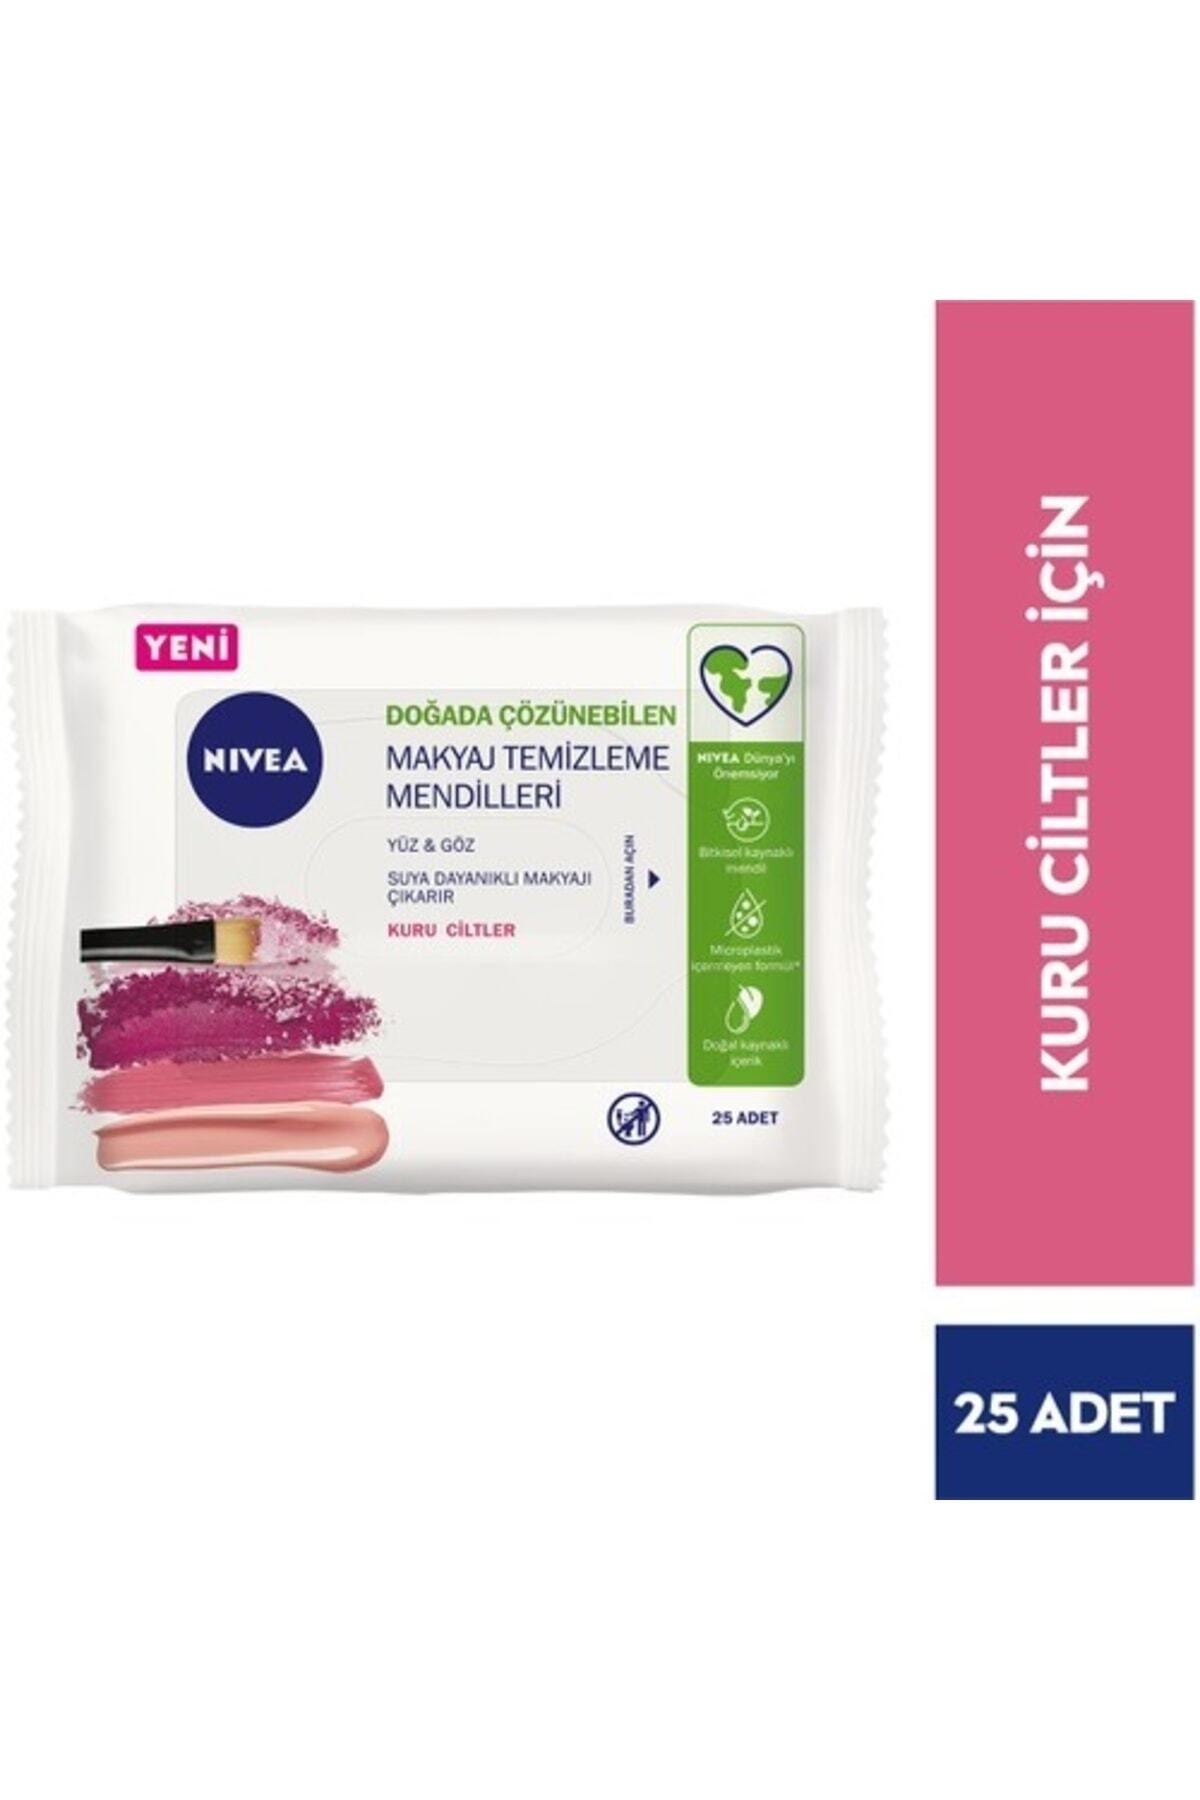 YENİ
NIVEA
DOĞADA ÇÖZÜNEBİLEN
MAKYAJ TEMİZLEME
MENDİLLERİ
YÜZ & GÖZ
SUYA DAYANIKLI MAKYAJI
ÇIKARIR
KURU CİLTLER
BURADAN AÇIN
NIVEA Dünya'yı
Önemsiyor
Bitkisel kaynaklı
mendil
Microplastik
içermeyen formül*
Doğal kaynaklı
içerik
25 ADET
KURU CİLTLER İÇİN
25 ADET